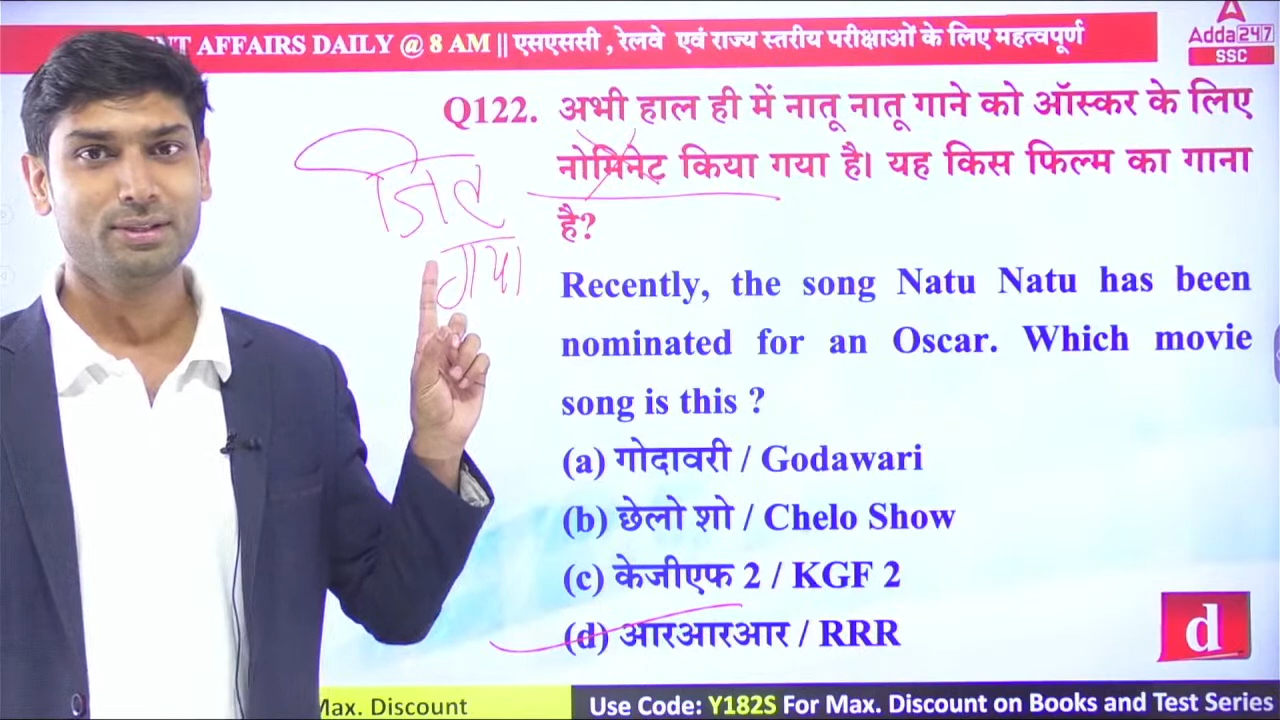 NT AFFAIRS DAILY @ 8 AM || एसएससी , रेलवे एवं राज्य स्तरीय परीक्षाओं के लिए महत्वपूर्ण
Adda 247
SSC
Q122. अभी हाल ही में नातू नातू गाने को ऑस्कर के लिए
नोमिनेट किया गया है। यह किस फिल्म का गाना
है?
गया
Recently, the song Natu Natu has been
nominated for an Oscar. Which movie
song is this ?
(a) गोदावरी / Godawari
(b) छेलो शो / Chelo Show
(c) केजीएफ 2 / KGF 2
(d) आरआरआर / RRR
d
Max. Discount
Use Code: Y182S For Max. Discount on Books and Test Series